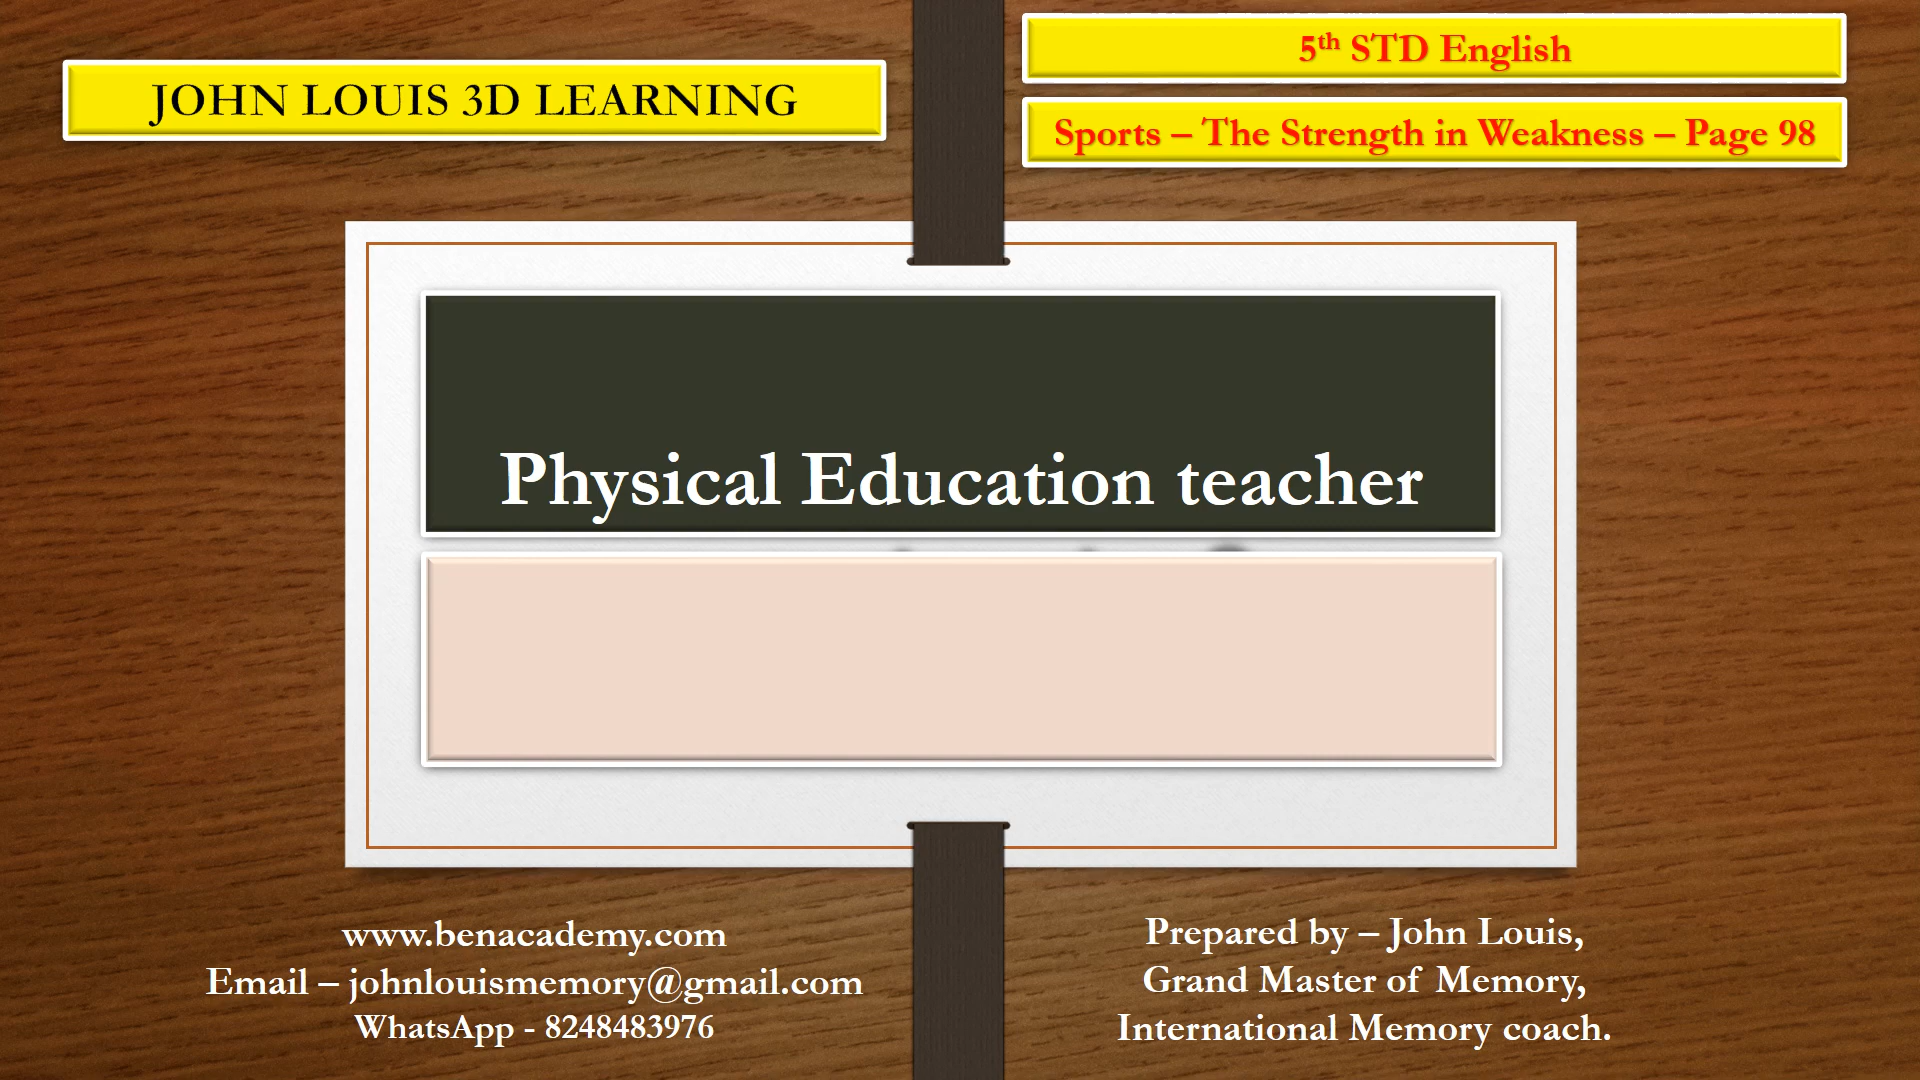 JOHN LOUIS 3D LEARNING
5th STD English
Sports – The Strength in Weakness – Page 98
Physical Education teacher
www.benacademy.com
Email – johnlouismemory@gmail.com
WhatsApp - 8248483976
Prepared by – John Louis,
Grand Master of Memory,
International Memory coach.